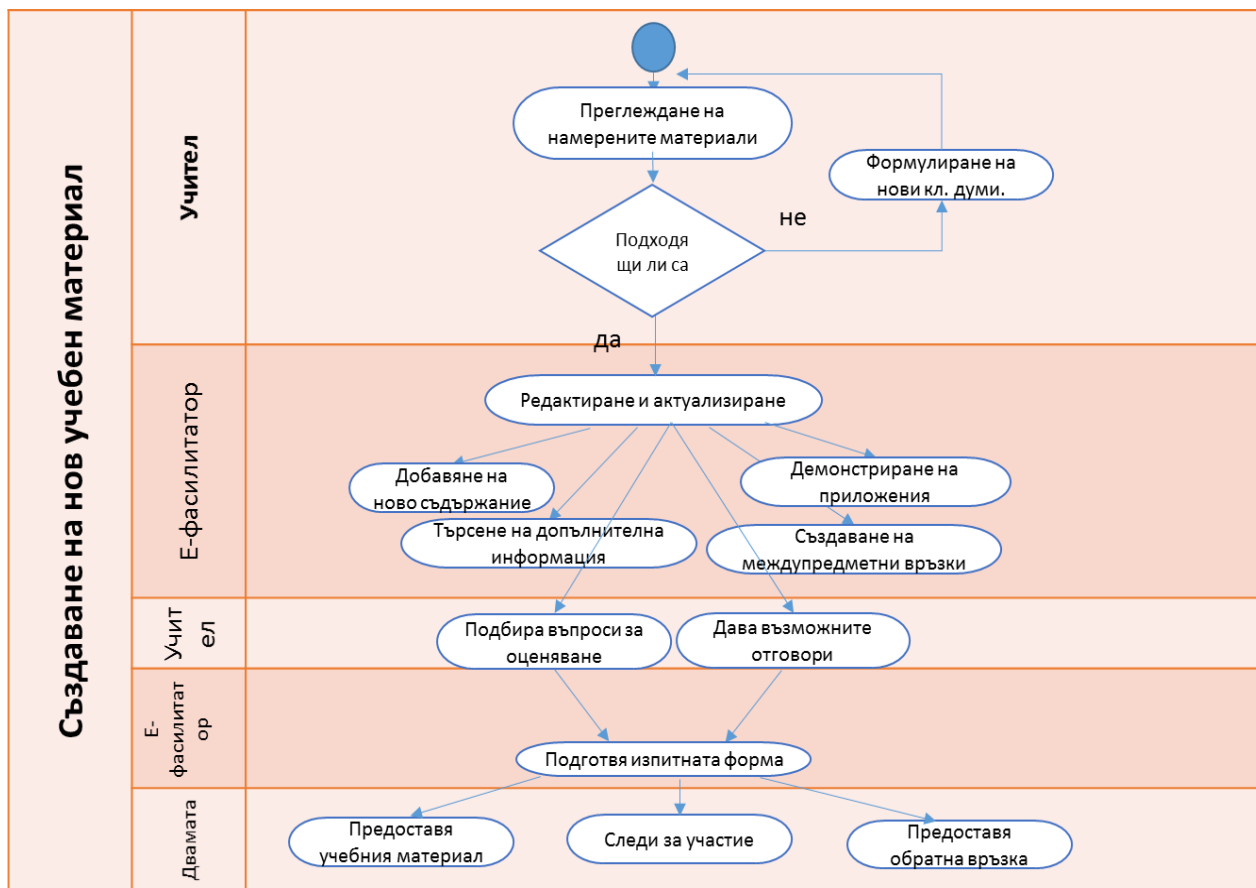 Създаване на нов учебен материал
Учител
Преглеждане на
намерените материали
Формулиране на
нови кл. думи.
не
Подходя
щи ли са
да
Е-фасилитатор
Редактиране и актуализиране
Добавяне на
ново съдържание
Демонстриране на
приложения
Търсене на допълнителна
информация
Създаване на
междупредметни връзки
Учит
ел
Подбира въпроси за
оценяване
Дава възможните
отговори
Е-
фасилитат
ор
Подготвя изпитната форма
Двамата
Предоставя
учебния материал
Следи за участие
Предоставя
обратна връзка